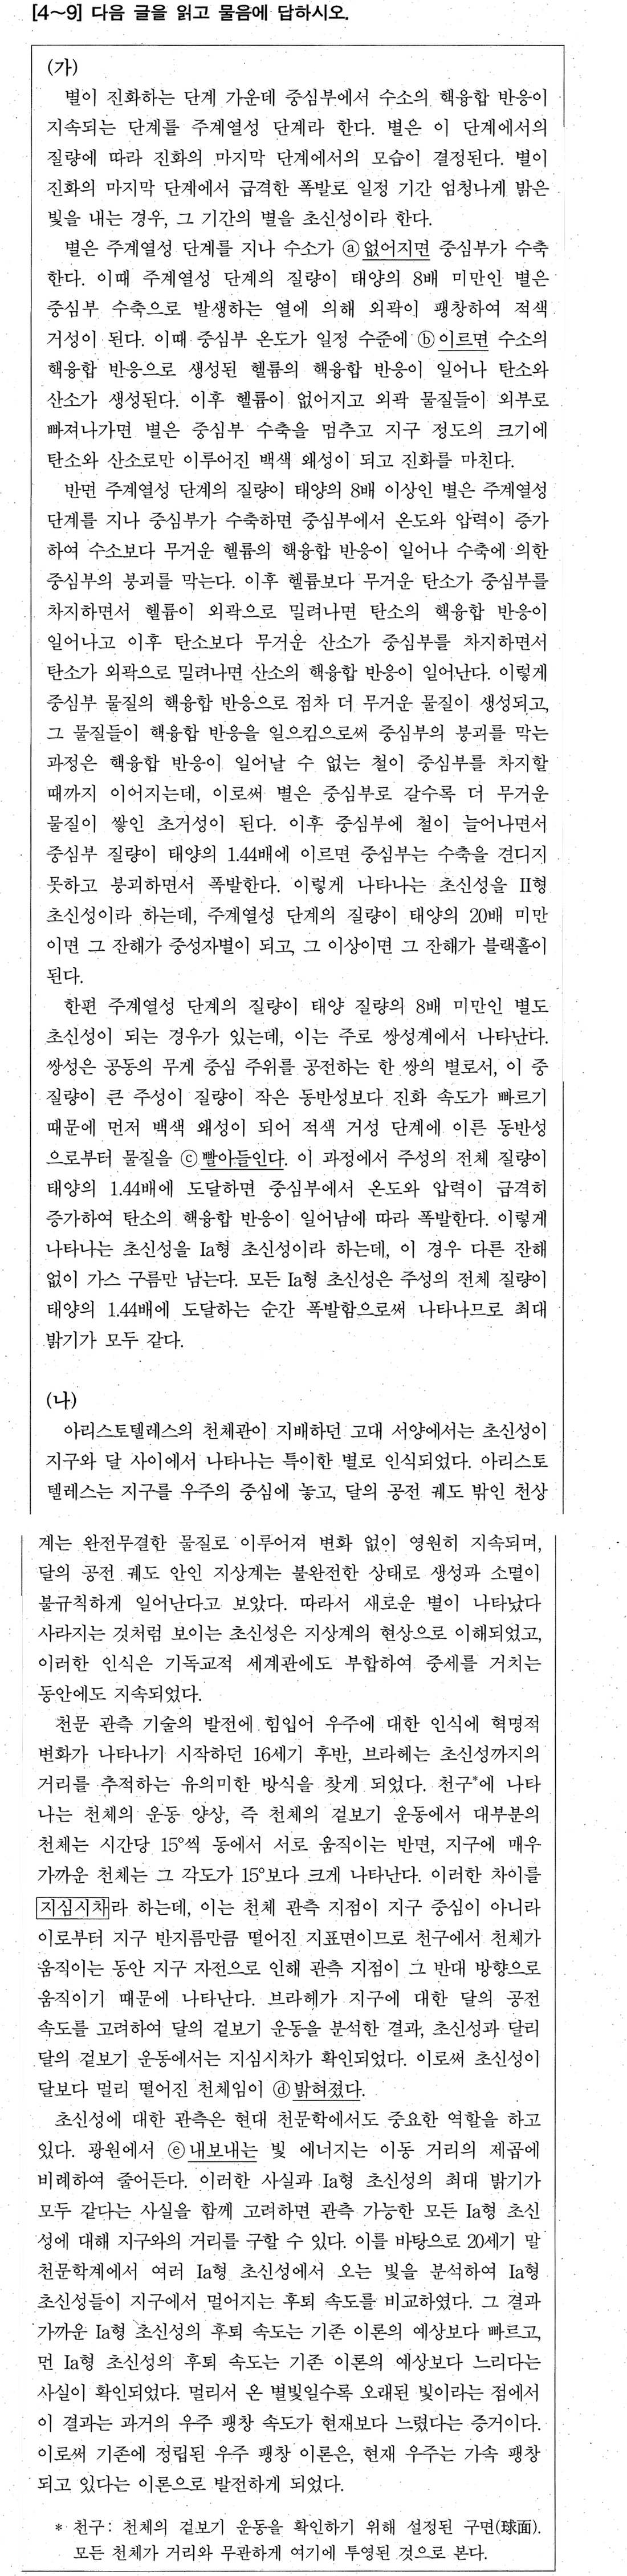 [4~9] 다음 글을 읽고 물음에 답하시오.
(가)
별이 진화하는 단계 가운데 중심부에서 수소의 핵융합 반응이
지속되는 단계를 주계열성 단계라 한다. 별은 이 단계에서의
질량에 따라 진화의 마지막 단계에서의 모습이 결정된다. 별이
진화의 마지막 단계에서 급격한 폭발로 일정 기간 엄청나게 밝은
빛을 내는 경우, 그 기간의 별을 초신성이라 한다.
별은 주계열성 단계를 지나 수소가 ⓐ없어지면 중심부가 수축
한다. 이때 주계열성 단계의 질량이 태양의 8배 미만인 별은
중심부 수축으로 발생하는 열에 의해 외곽이 팽창하여 적색
거성이 된다. 이때 중심부 온도가 일정 수준에 ⓑ이르면 수소의
핵융합 반응으로 생성된 헬륨의 핵융합 반응이 일어나 탄소와
산소가 생성된다. 이후 헬륨이 없어지고 외곽 물질들이 외부로
빠져나가면 별은 중심부 수축을 멈추고 지구 정도의 크기에
탄소와 산소로만 이루어진 백색 왜성이 되고 진화를 마친다.
반면 주계열성 단계의 질량이 태양의 8배 이상인 별은 주계열성
단계를 지나 중심부가 수축하면 중심부에서 온도와 압력이 증가
하여 수소보다 무거운 헬륨의 핵융합 반응이 일어나 수축에 의한
중심부의 붕괴를 막는다. 이후 헬륨보다 무거운 탄소가 중심부를
차지하면서 헬륨이 외곽으로 밀려나면 탄소의 핵융합 반응이
일어나고 이후 탄소보다 무거운 산소가 중심부를 차지하면서
탄소가 외곽으로 밀려나면 산소의 핵융합 반응이 일어난다. 이렇게
중심부 물질의 핵융합 반응으로 점차 더 무거운 물질이 생성되고,
그 물질들이 핵융합 반응을 일으킴으로써 중심부의 붕괴를 막는
과정은 핵융합 반응이 일어날 수 없는 철이 중심부를 차지할
때까지 이어지는데, 이로써 별은 중심부로 갈수록 더 무거운
물질이 쌓인 초거성이 된다. 이후 중심부에 철이 늘어나면서
중심부 질량이 태양의 1.44배에 이르면 중심부는 수축을 견디지
못하고 붕괴하면서 폭발한다. 이렇게 나타나는 초신성을 II형
초신성이라 하는데, 주계열성 단계의 질량이 태양의 20배 미만
이면 그 잔해가 중성자별이 되고, 그 이상이면 그 잔해가 블랙홀이
된다.
한편 주계열성 단계의 질량이 태양 질량의 8배 미만인 별도
초신성이 되는 경우가 있는데, 이는 주로 쌍성계에서 나타난다.
쌍성은 공동의 무게 중심 주위를 공전하는 한 쌍의 별로서, 이 중
질량이 큰 주성이 질량이 작은 동반성보다 진화 속도가 빠르기
때문에 먼저 백색 왜성이 되어 적색 거성 단계에 이른 동반성
으로부터 물질을 ⓒ빨아들인다. 이 과정에서 주성의 전체 질량이
태양의 1.44배에 도달하면 중심부에서 온도와 압력이 급격히
증가하여 탄소의 핵융합 반응이 일어남에 따라 폭발한다. 이렇게
나타나는 초신성을 Ia형 초신성이라 하는데, 이 경우 다른 잔해
없이 가스 구름만 남는다. 모든 Ia형 초신성은 주성의 전체 질량이
태양의 1.44배에 도달하는 순간 폭발함으로써 나타나므로 최대
밝기가 모두 같다.
(나)
아리스토텔레스의 천체관이 지배하던 고대 서양에서는 초신성이
지구와 달 사이에서 나타나는 특이한 별로 인식되었다. 아리스토
텔레스는 지구를 우주의 중심에 놓고, 달의 공전 궤도 밖인 천상
계는 완전무결한 물질로 이루어져 변화 없이 영원히 지속되며,
달의 공전 궤도 안인 지상계는 불완전한 상태로 생성과 소멸이
불규칙하게 일어난다고 보았다. 따라서 새로운 별이 나타났다
사라지는 것처럼 보이는 초신성은 지상계의 현상으로 이해되었고,
이러한 인식은 기독교적 세계관에도 부합하여 중세를 거치는
동안에도 지속되었다.
천문 관측 기술의 발전에 힘입어 우주에 대한 인식에 혁명적
변화가 나타나기 시작하던 16세기 후반, 브라헤는 초신성까지의
거리를 추적하는 유의미한 방식을 찾게 되었다. 천구*에 나타
나는 천체의 운동 양상, 즉 천체의 겉보기 운동에서 대부분의
천체는 시간당 15°씩 동에서 서로 움직이는 반면, 지구에 매우
가까운 천체는 그 각도가 15°보다 크게 나타난다. 이러한 차이를
지심시차라 하는데, 이는 천체 관측 지점이 지구 중심이 아니라
이로부터 지구 반지름만큼 떨어진 지표면이므로 천구에서 천체가
움직이는 동안 지구 자전으로 인해 관측 지점이 그 반대 방향으로
움직이기 때문에 나타난다. 브라헤가 지구에 대한 달의 공전
속도를 고려하여 달의 겉보기 운동을 분석한 결과, 초신성과 달리
달의 겉보기 운동에서는 지심시차가 확인되었다. 이로써 초신성이
달보다 멀리 떨어진 천체임이 ⓓ밝혀졌다.
초신성에 대한 관측은 현대 천문학에서도 중요한 역할을 하고
있다. 광원에서 ⓔ내보내는 빛 에너지는 이동 거리의 제곱에
비례하여 줄어든다. 이러한 사실과 Ia형 초신성의 최대 밝기가
모두 같다는 사실을 함께 고려하면 관측 가능한 모든 Ia형 초신
성에 대해 지구와의 거리를 구할 수 있다. 이를 바탕으로 20세기 말
천문학계에서 여러 Ia형 초신성에서 오는 빛을 분석하여 Ia형
초신성들이 지구에서 멀어지는 후퇴 속도를 비교하였다. 그 결과
가까운 Ia형 초신성의 후퇴 속도는 기존 이론의 예상보다 빠르고,
먼 Ia형 초신성의 후퇴 속도는 기존 이론의 예상보다 느리다는
사실이 확인되었다. 멀리서 온 별빛일수록 오래된 빛이라는 점에서
이 결과는 과거의 우주 팽창 속도가 현재보다 느렸다는 증거이다.
이로써 기존에 정립된 우주 팽창 이론은, 현재 우주는 가속 팽창
되고 있다는 이론으로 발전하게 되었다.
* 천구: 천체의 겉보기 운동을 확인하기 위해 설정된 구면(球面).
모든 천체가 거리와 무관하게 여기에 투영된 것으로 본다.